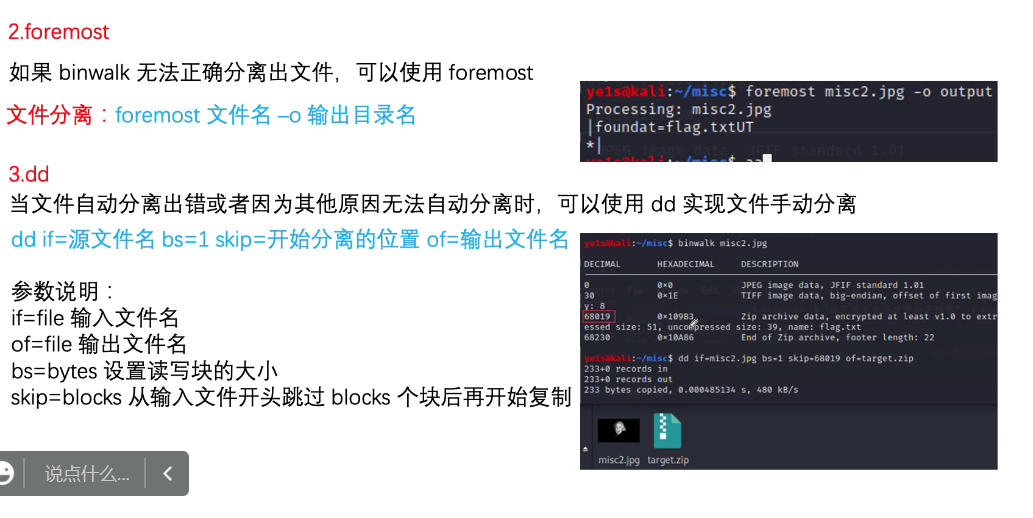 2.foremost
如果 binwalk 无法正确分离出文件，可以使用 foremost
文件分离：foremost 文件名 –o 输出目录名
ye1s@kali:~/misc$ foremost misc2.jpg -o output
Processing: misc2.jpg
|foundat=flag.txtUT
*|
3.dd
当文件自动分离出错或者因为其他原因无法自动分离时，可以使用 dd 实现文件手动分离
dd if=源文件名 bs=1 skip=开始分离的位置 of=输出文件名
参数说明：
if=file 输入文件名
of=file 输出文件名
bs=bytes 设置读写块的大小
skip=blocks 从输入文件开头跳过 blocks 个块后再开始复制
ye1s@kali:~/misc$ binwalk misc2.jpg
DECIMAL HEXADECIMAL DESCRIPTION
0 0×0 JPEG image data, JFIF standard 1.01
30 0×1E TIFF image data, big-endian, offset of first imag
y: 8
68019 0×109B3 Zip archive data, encrypted at least v1.0 to extr
essed size: 51, uncompressed size: 39, name: flag.txt
68230 0×10A86 End of Zip archive, footer length: 22
ye1s@kali:~/misc$ dd if=misc2.jpg bs=1 skip=68019 of=target.zip
233+0 records in
233+0 records out
233 bytes copied, 0.000485134 s, 480 kB/s
misc2.jpg target.zip
说点什么...